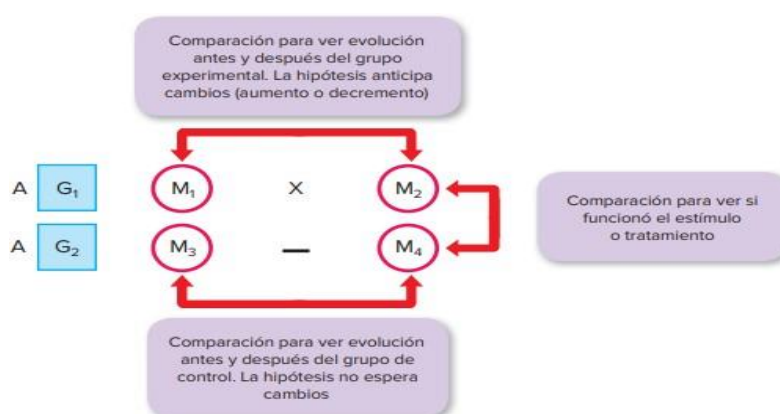 Comparación para ver evolución
antes y después del grupo
experimental. La hipótesis anticipa
cambios (aumento o decremento)
A G₁ M₁ X M₂
Comparación para ver si
funcionó el estímulo
o tratamiento
A G₂ M₃ — M₄
Comparación para ver evolución
antes y después del grupo de
control. La hipótesis no espera
cambios